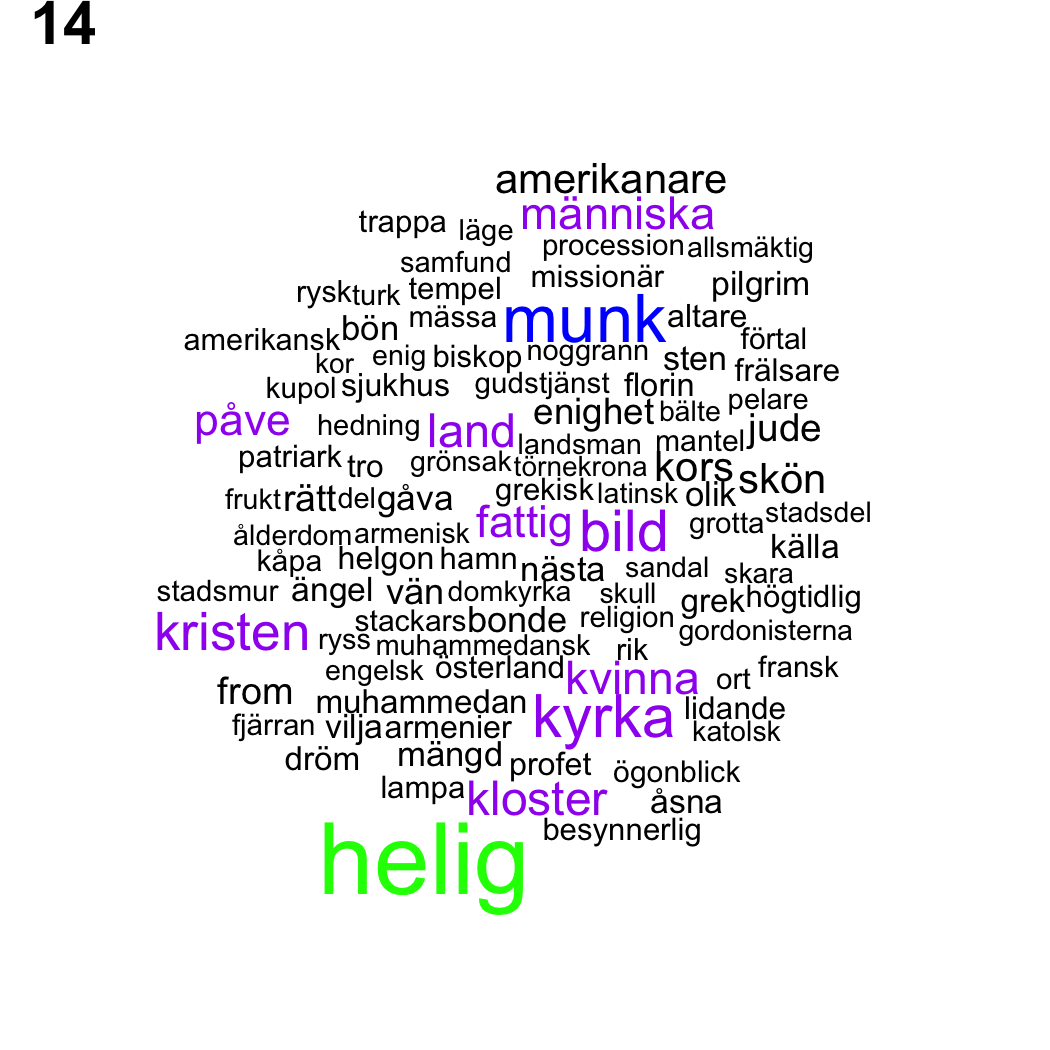 14
amerikanare
människa
trappa läge
procession allsmäktig
samfund
missionär
pilgrim
rysk turk tempel
mässa munk altare
amerikansk bön
förtal
kor enig biskop noggrann sten frälsare
kupol sjukhus gudstjänst florin
pelare
påve hedning land enighet bälte jude
landsman mantel
patriark tro grönsak törnekrona kors skön
frukt rätt del gåva grekisk latinsk olik
fattig bild grotta stadsdel
ålderdom armenisk
källa
kåpa helgon hamn nästa sandal skara
stadsmur ängel vän domkyrka skull grek högtidlig
stackars bonde religion
kristen ryss muhammedansk rik gordonisterna
engelsk österland kvinna ort fransk
from muhammedan kyrka lidande
fjärran vilja armenier katolsk
dröm mängd profet ögonblick
lampa kloster åsna
besynnerlig
helig